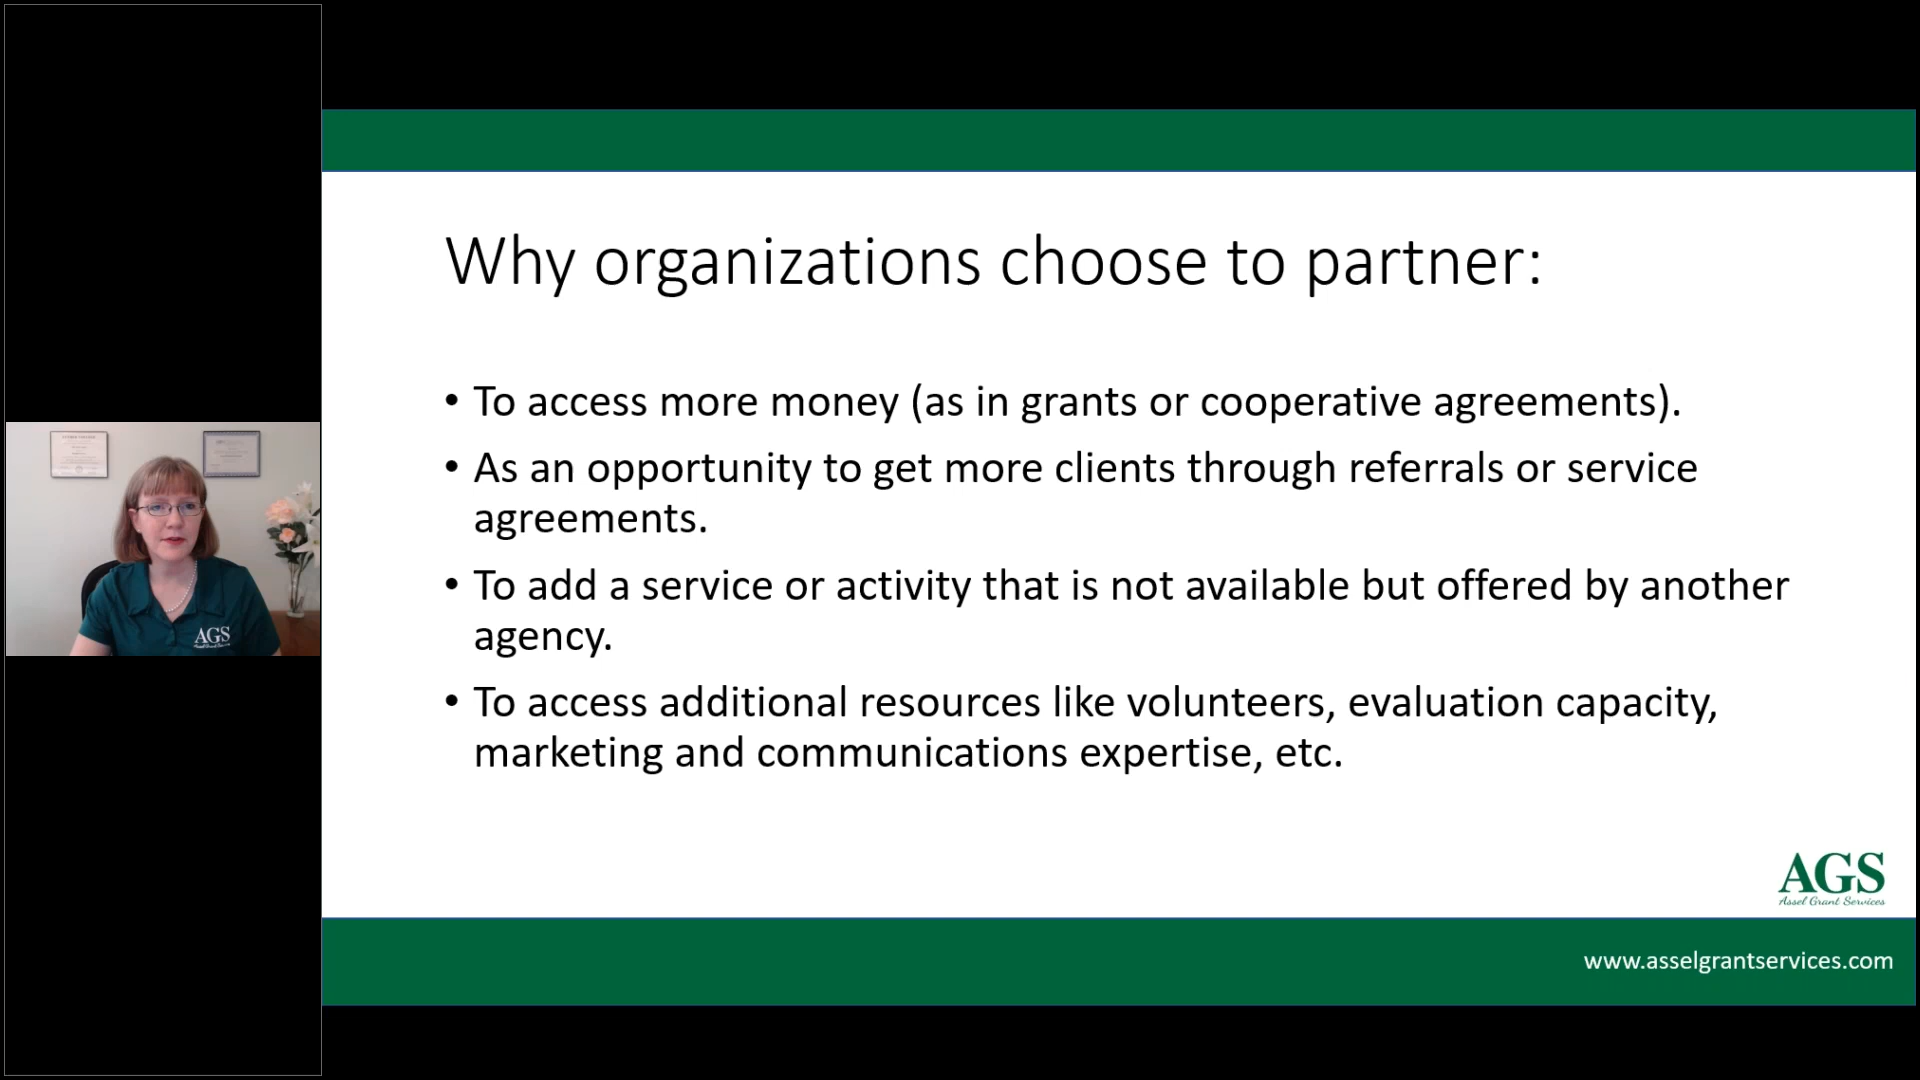 Why organizations choose to partner:
• To access more money (as in grants or cooperative agreements).
• As an opportunity to get more clients through referrals or service
agreements.
• To add a service or activity that is not available but offered by another
agency.
• To access additional resources like volunteers, evaluation capacity,
marketing and communications expertise, etc.
AGS
AGS
Assel Grant Services
www.asselgrantservices.com